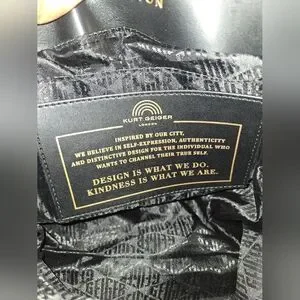 KURT GEIGER
LONDON
INSPIRED BY OUR CITY,
WE BELIEVE IN SELF-EXPRESSION, AUTHENTICITY
AND DISTINCTIVE DESIGN FOR THE INDIVIDUAL WHO
WANTS TO CHANNEL THEIR TRUE SELF.
DESIGN IS WHAT WE DO.
KINDNESS IS WHAT WE ARE.
GEIGER